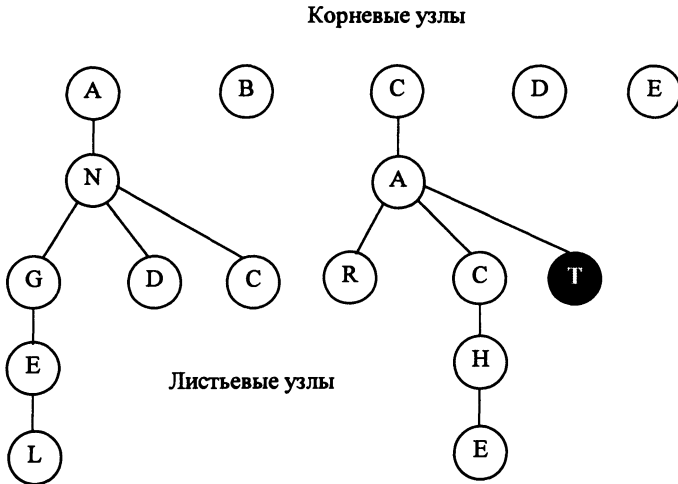 Корневые узлы
A B C D E
N A
G D C R C T
E H
Листьевые узлы
L E